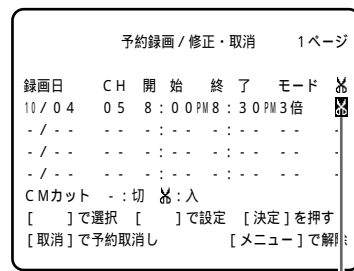 予約録画/修正・取消 1ページ
録画日 CH 開始 終了 モード ✂
10/04 05 8:00PM 8:30PM 3倍 ✂
-/-- -- -:-- -:-- -
-/-- -- -:-- -:-- -
-/-- -- -:-- -:-- -
CMカット -:切 ✂:入
[ ]で選択 [ ]で設定 [決定]を押す
[取消]で予約取消し [メニュー]で解除